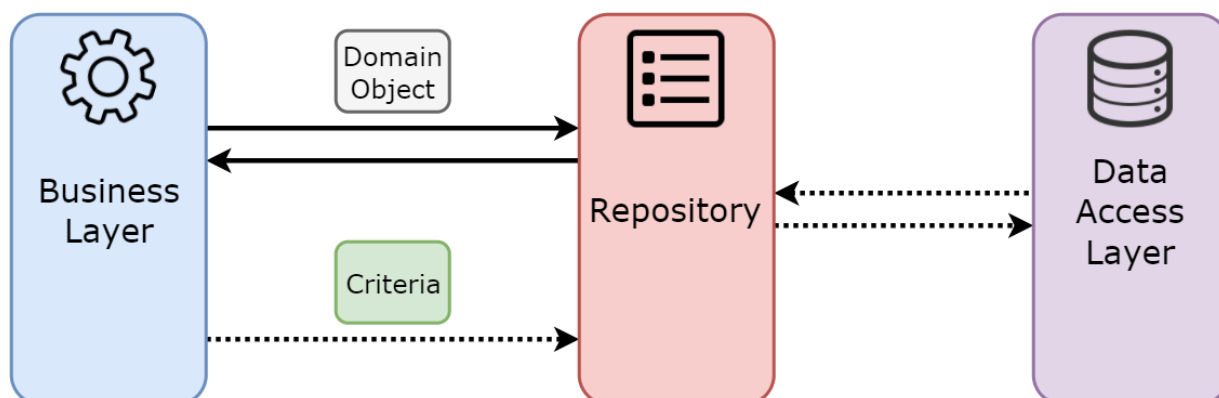 Domain
Object
Business
Layer
Repository
Data
Access
Layer
Criteria